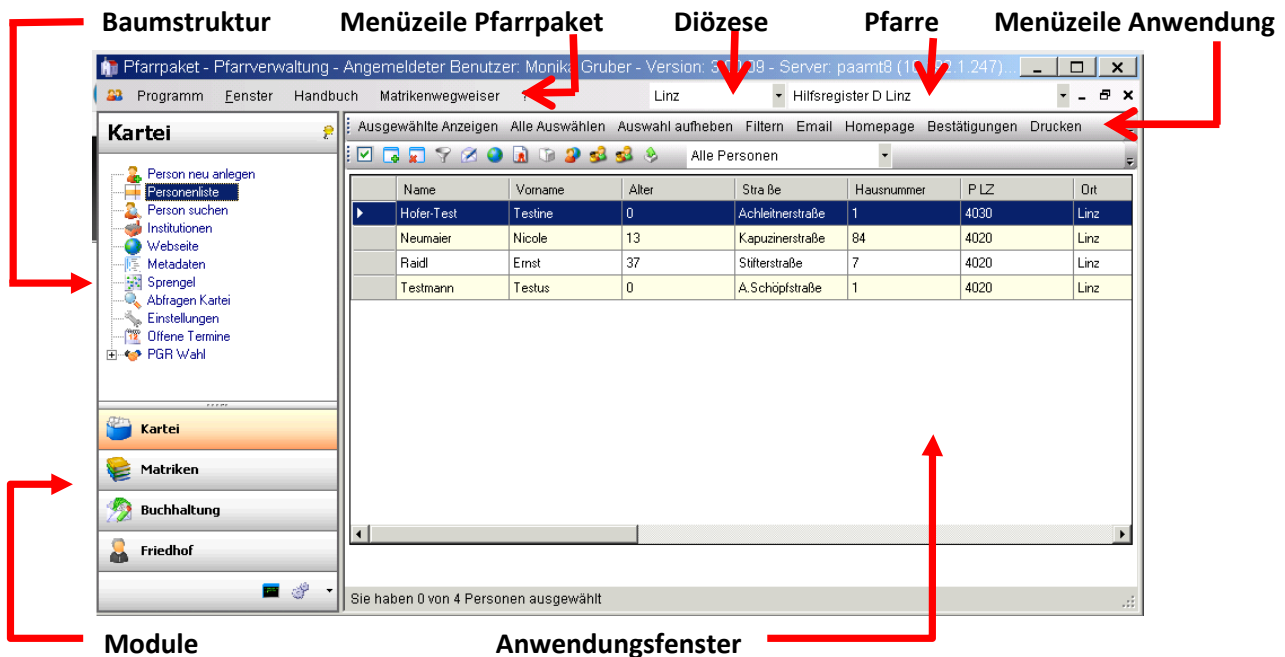 Baumstruktur Menüzeile Pfarrpaket Diözese Pfarre Menüzeile Anwendung
Pfarrpaket - Pfarrverwaltung - Angemeldeter Benutzer: Monika Gruber - Version: - Server: paamt8
Programm Fenster Handbuch Matrikenwegweiser ? Linz Hilfsregister D Linz
Kartei
Ausgewählte Anzeigen Alle Auswählen Auswahl aufheben Filtern Email Homepage Bestätigungen Drucken
Alle Personen
Person neu anlegen
Personenliste
Person suchen
Institutionen
Webseite
Metadaten
Sprengel
Abfragen Kartei
Einstellungen
Offene Termine
PGR Wahl
Name Vorname Alter Straße Hausnummer PLZ Ort
Hofer-Test Testine 0 Achleitnerstraße 1 4030 Linz
Neumaier Nicole 13 Kapuzinerstraße 84 4020 Linz
Raidl Ernst 37 Stifterstraße 7 4020 Linz
Testmann Testus 0 A.Schöpfstraße 1 4020 Linz
Kartei
Matriken
Buchhaltung
Friedhof
Sie haben 0 von 4 Personen ausgewählt
Module Anwendungsfenster